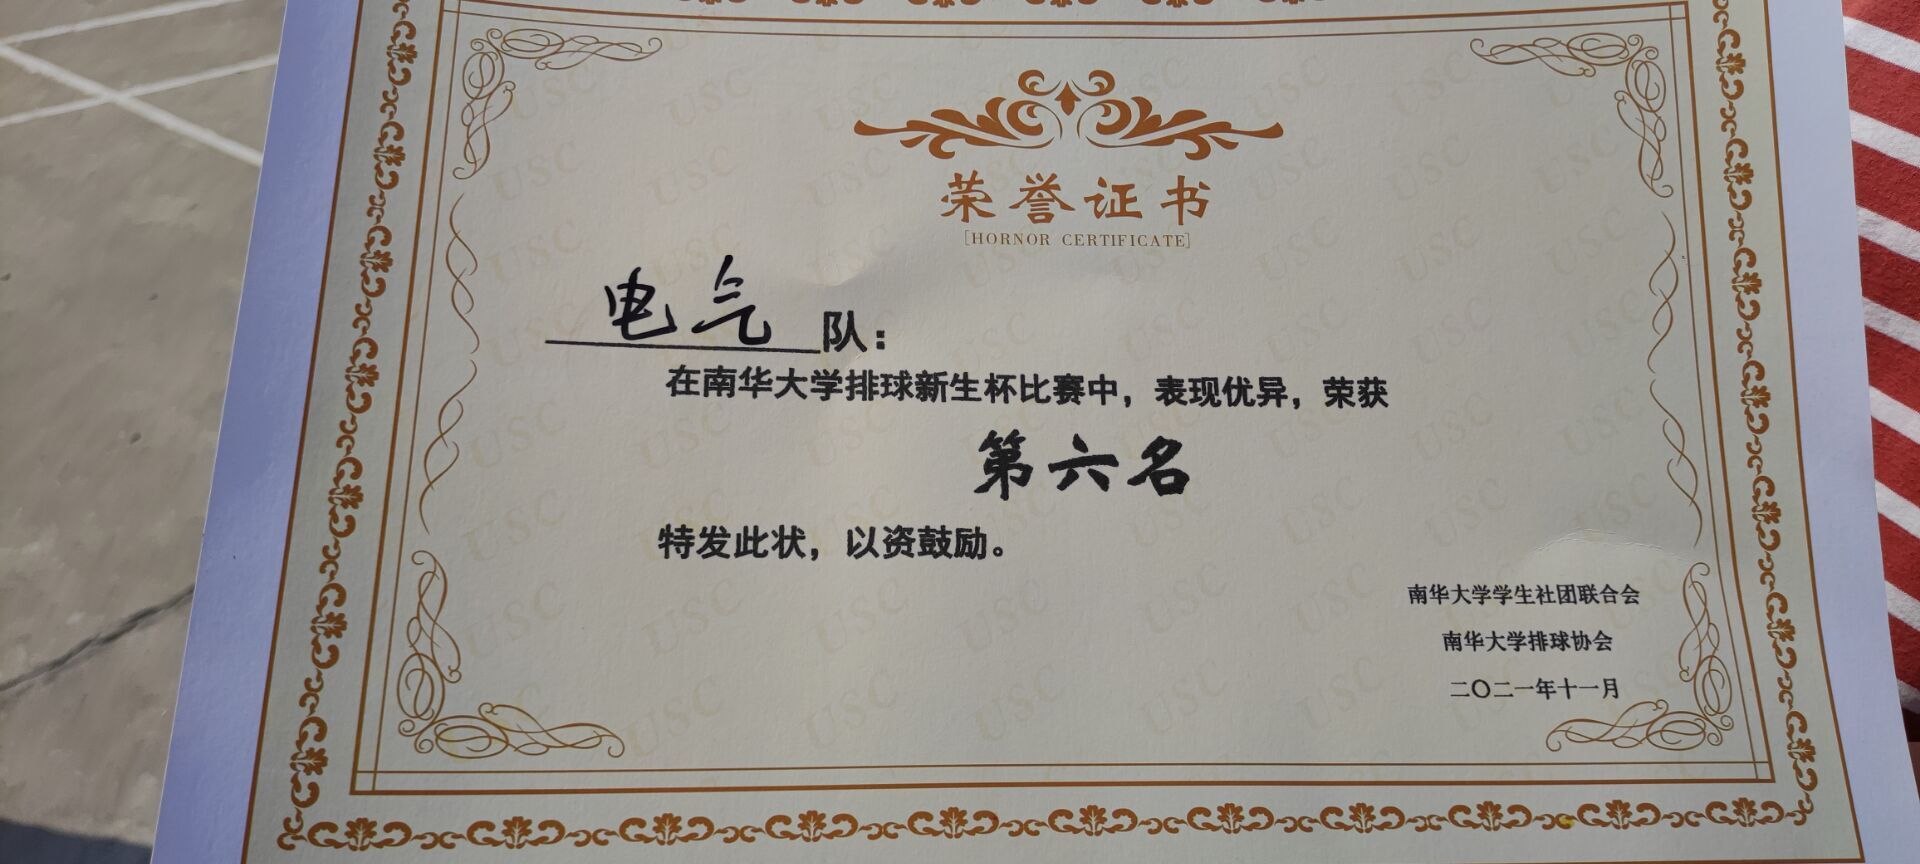 荣誉证书
[HORNOR CERTIFICATE]
电气队：
在南华大学排球新生杯比赛中，表现优异，荣获
第六名
特发此状，以资鼓励。
南华大学学生社团联合会
南华大学排球协会
二〇二一年十一月